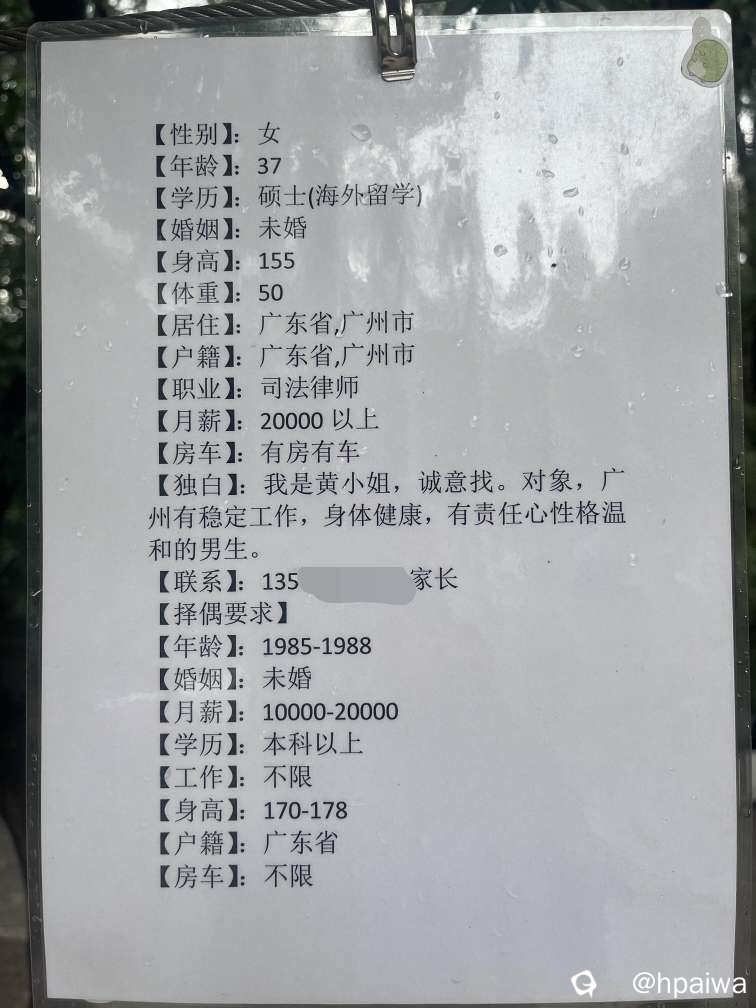 【性别】：女
【年龄】：37
【学历】：硕士(海外留学)
【婚姻】：未婚
【身高】：155
【体重】：50
【居住】：广东省,广州市
【户籍】：广东省,广州市
【职业】：司法律师
【月薪】：20000 以上
【房车】：有房有车
【独白】：我是黄小姐，诚意找。对象，广
州有稳定工作，身体健康，有责任心性格温
和的男生。
【联系】：135 家长
【择偶要求】
【年龄】：1985-1988
【婚姻】：未婚
【月薪】：10000-20000
【学历】：本科以上
【工作】：不限
【身高】：170-178
【户籍】：广东省
【房车】：不限
@hpaiwa